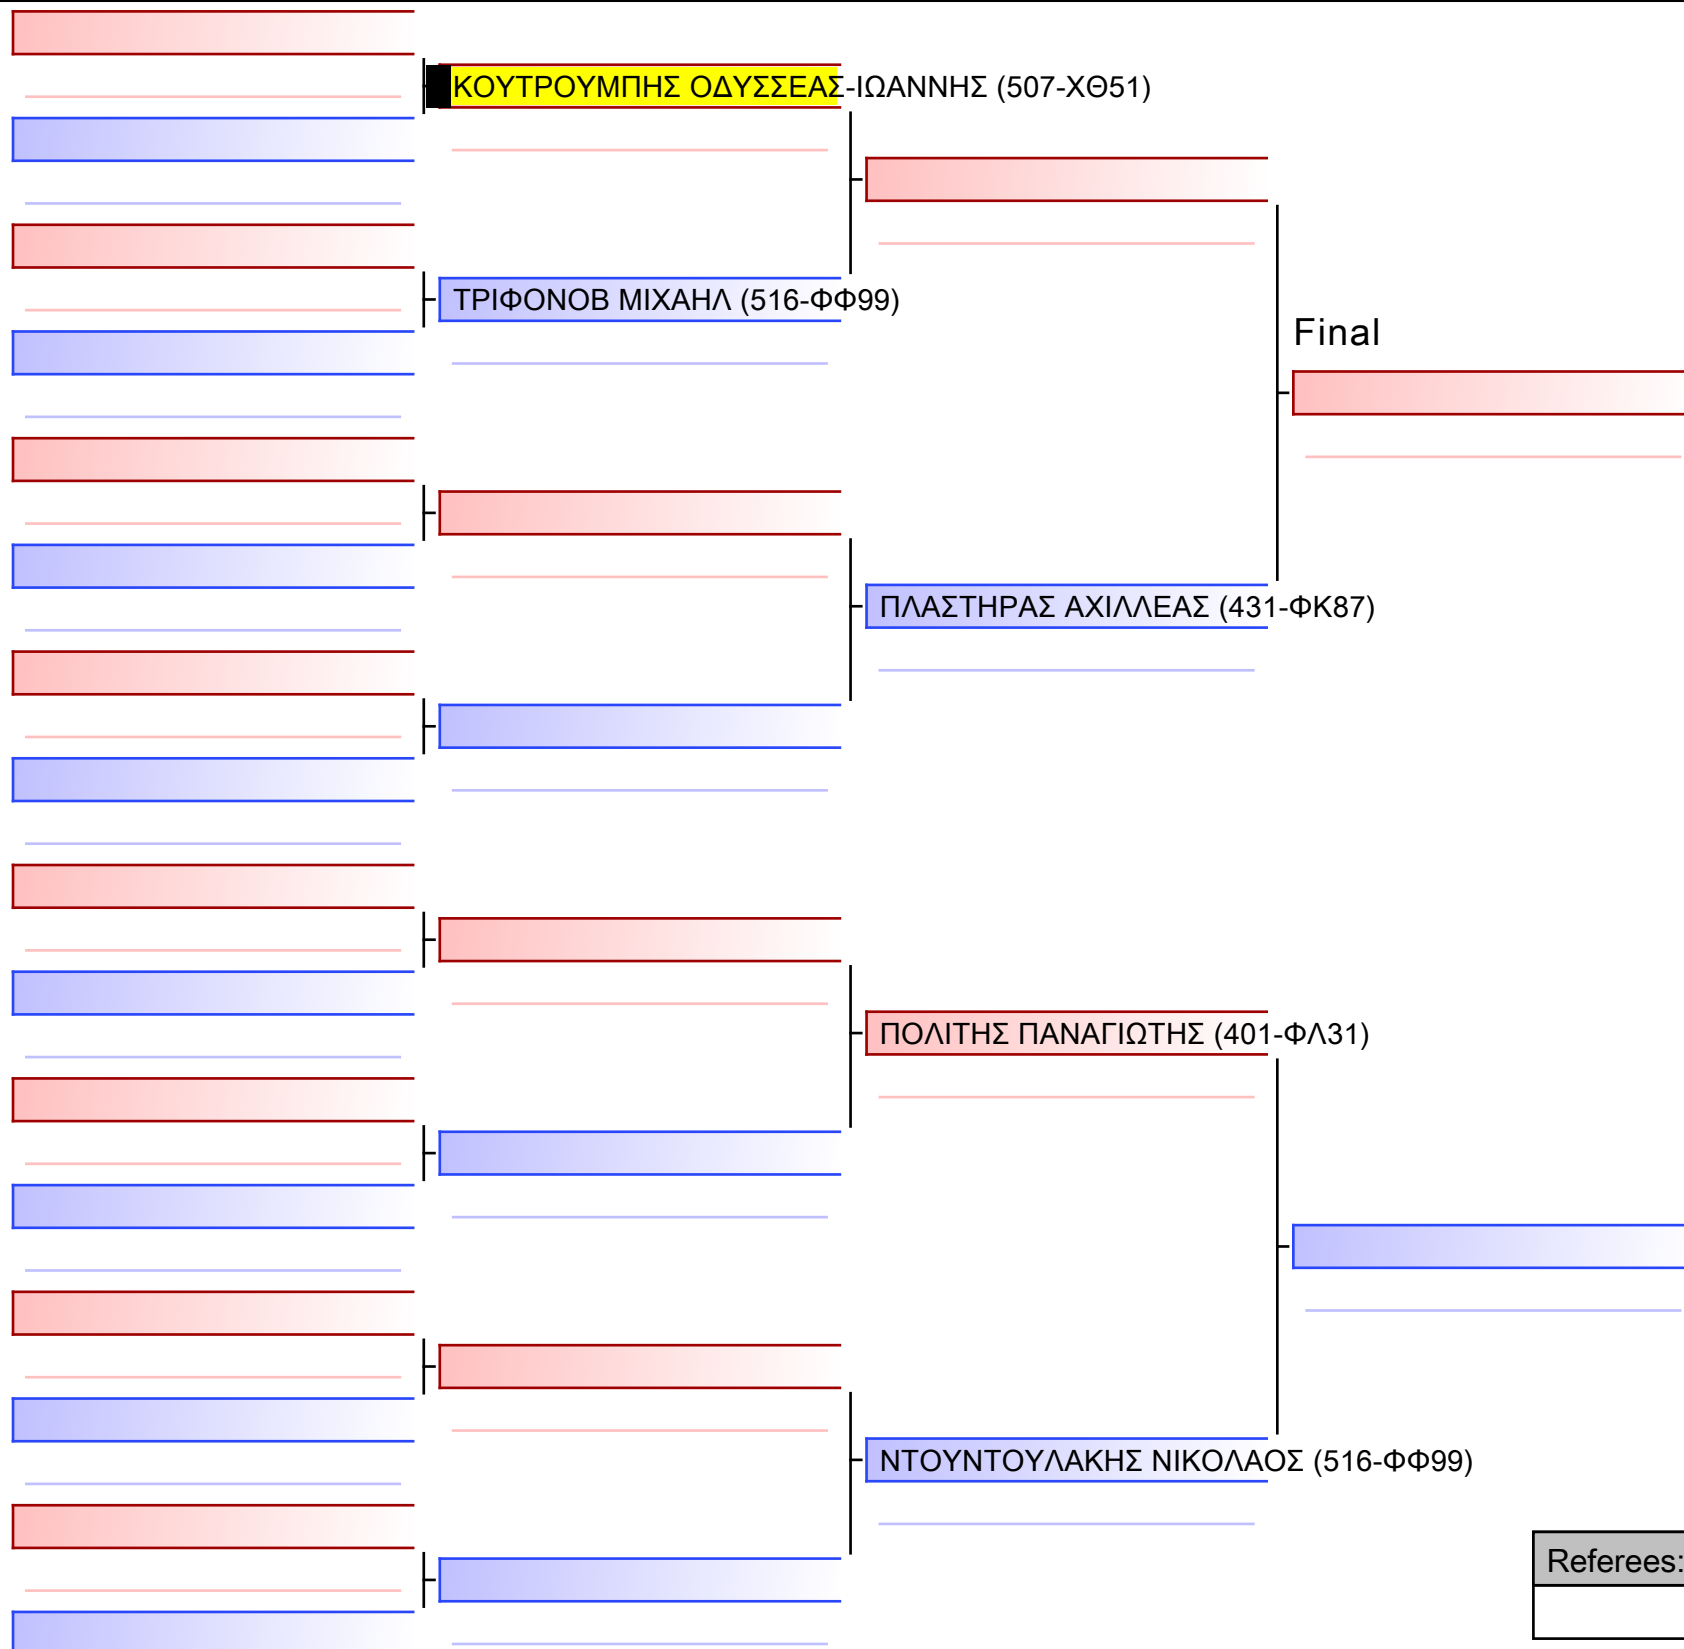 ΚΟΥΤΡΟΥΜΠΗΣ ΟΔΥΣΣΕΑΣ-ΙΩΑΝΝΗΣ (507-ΧΘ51)
ΤΡΙΦΟΝΟΒ ΜΙΧΑΗΛ (516-ΦΦ99)
Final
ΠΛΑΣΤΗΡΑΣ ΑΧΙΛΛΕΑΣ (431-ΦΚ87)
ΠΟΛΙΤΗΣ ΠΑΝΑΓΙΩΤΗΣ (401-ΦΛ31)
ΝΤΟΥΝΤΟΥΛΑΚΗΣ ΝΙΚΟΛΑΟΣ (516-ΦΦ99)
Referees: